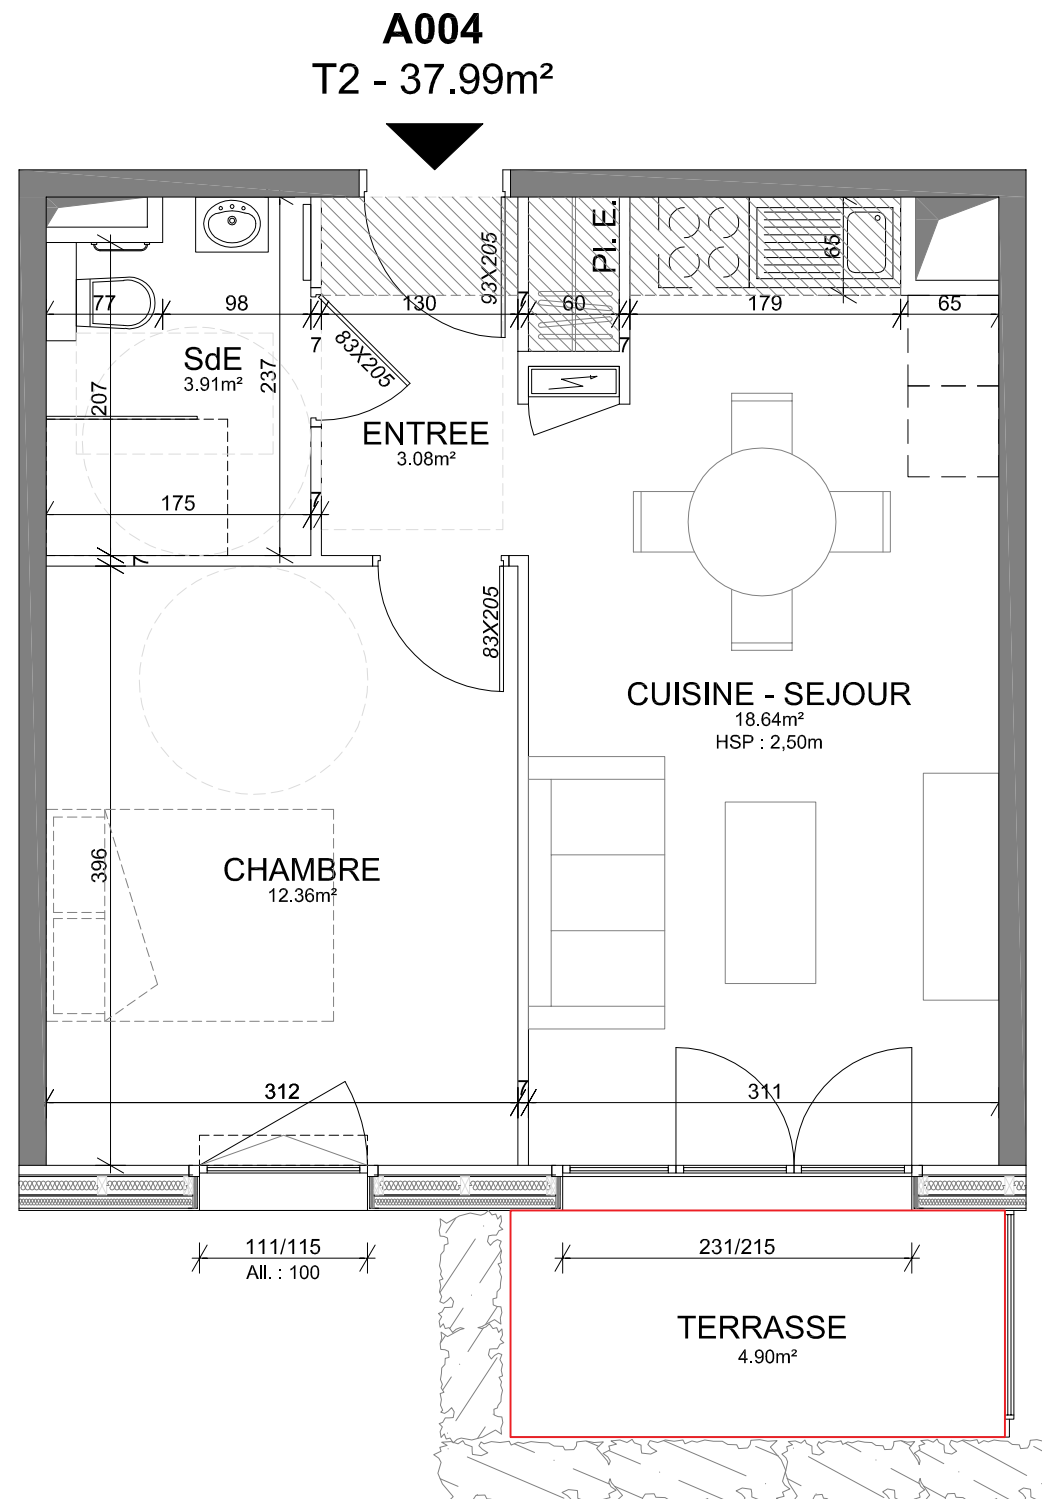 A004
T2 - 37.99m²
93X205
Pl. E.
65
77
98
7
130
7
60
7
179
65
7
83X205
SdE
3.91m²
237
207
ENTREE
3.08m²
175
7
7
83X205
CUISINE - SEJOUR
18.64m²
HSP : 2,50m
396
CHAMBRE
12.36m²
312
7
311
111/115
All. : 100
231/215
TERRASSE
4.90m²